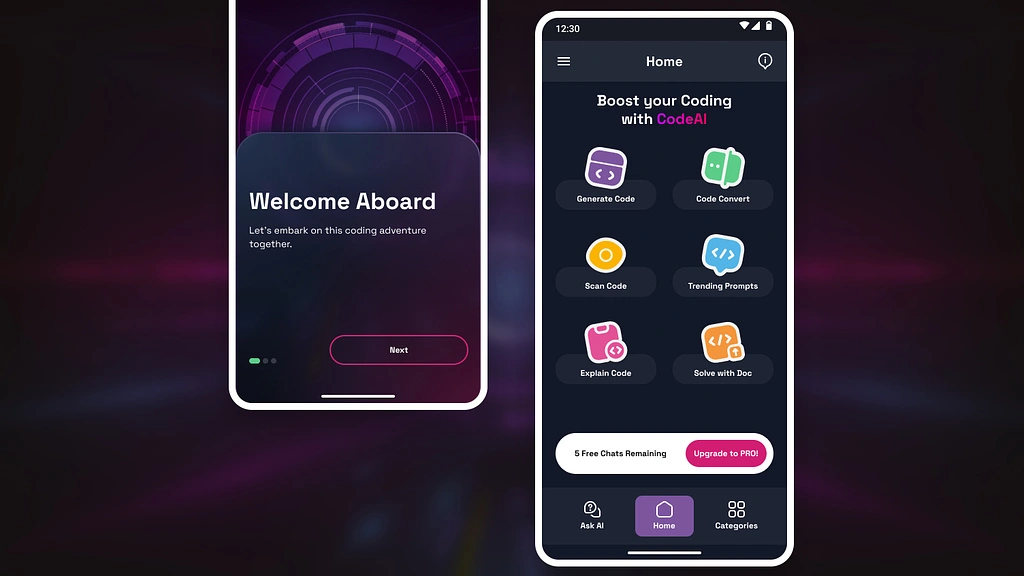 Welcome Aboard
Let's embark on this coding adventure
together.
Next
12:30
Home
Boost your Coding
with CodeAI
Generate Code
Code Convert
Scan Code
Trending Prompts
Explain Code
Solve with Doc
5 Free Chats Remaining
Upgrade to PRO!
Ask AI
Home
Categories